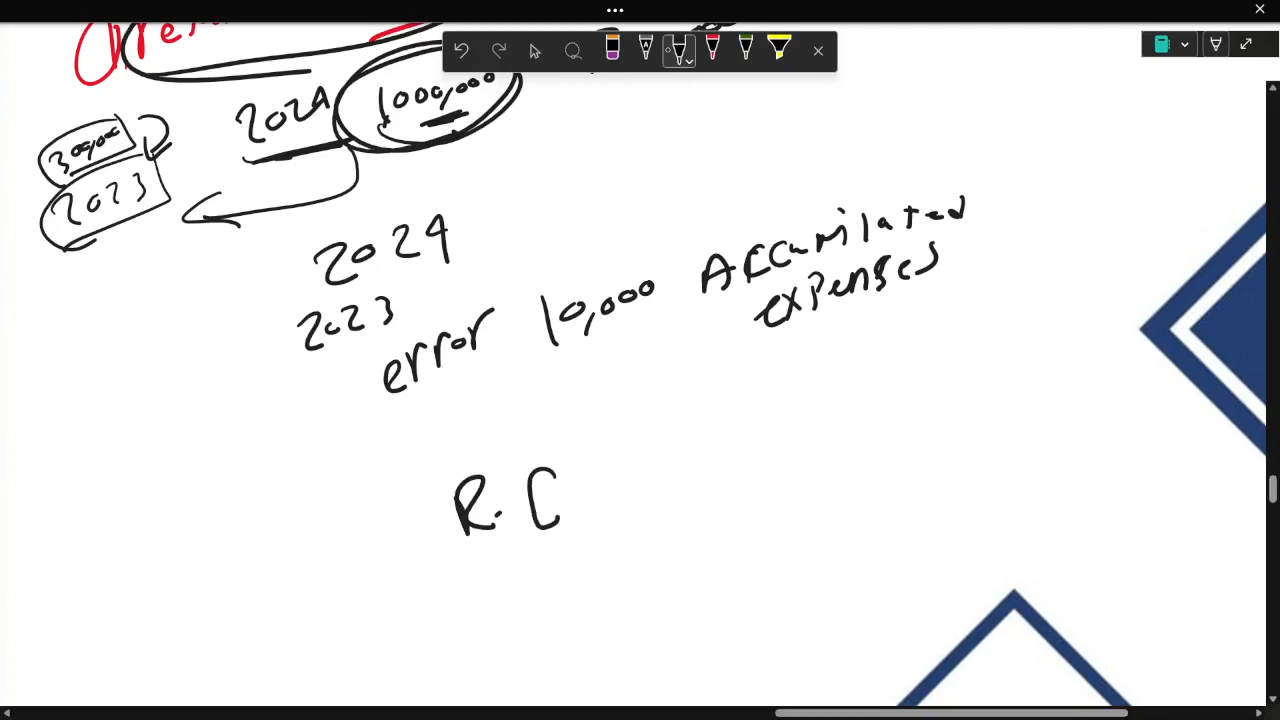 2024 1000,000
300,000
2023
2024
2023
error 10,000 Accumilated
expenses
R. C